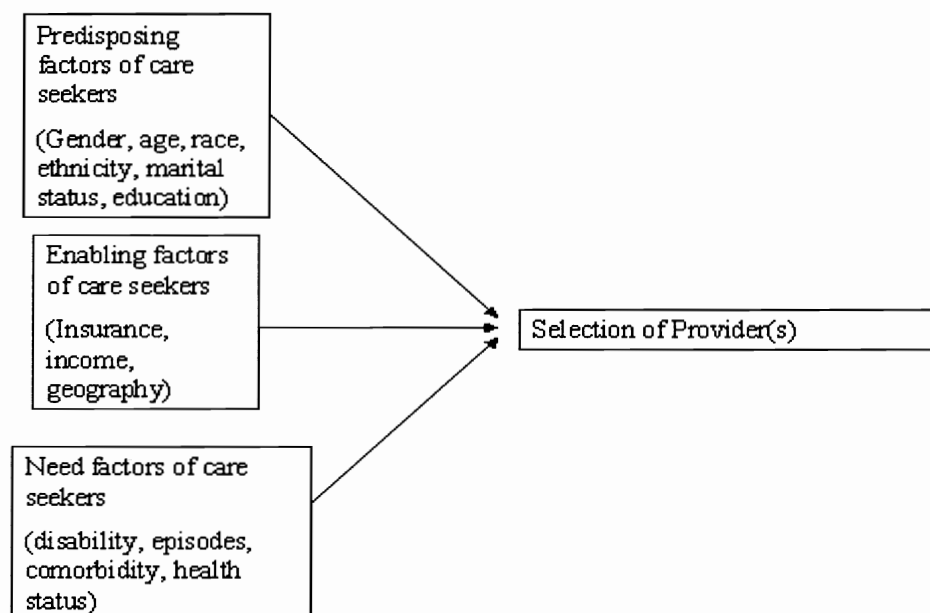 Predisposing
factors of care
seekers
(Gender, age, race,
ethnicity, marital
status, education)
Enabling factors
of care seekers
(Insurance,
income,
geography)
Selection of Provider(s)
Need factors of care
seekers
(disability, episodes,
comorbidity, health
status)